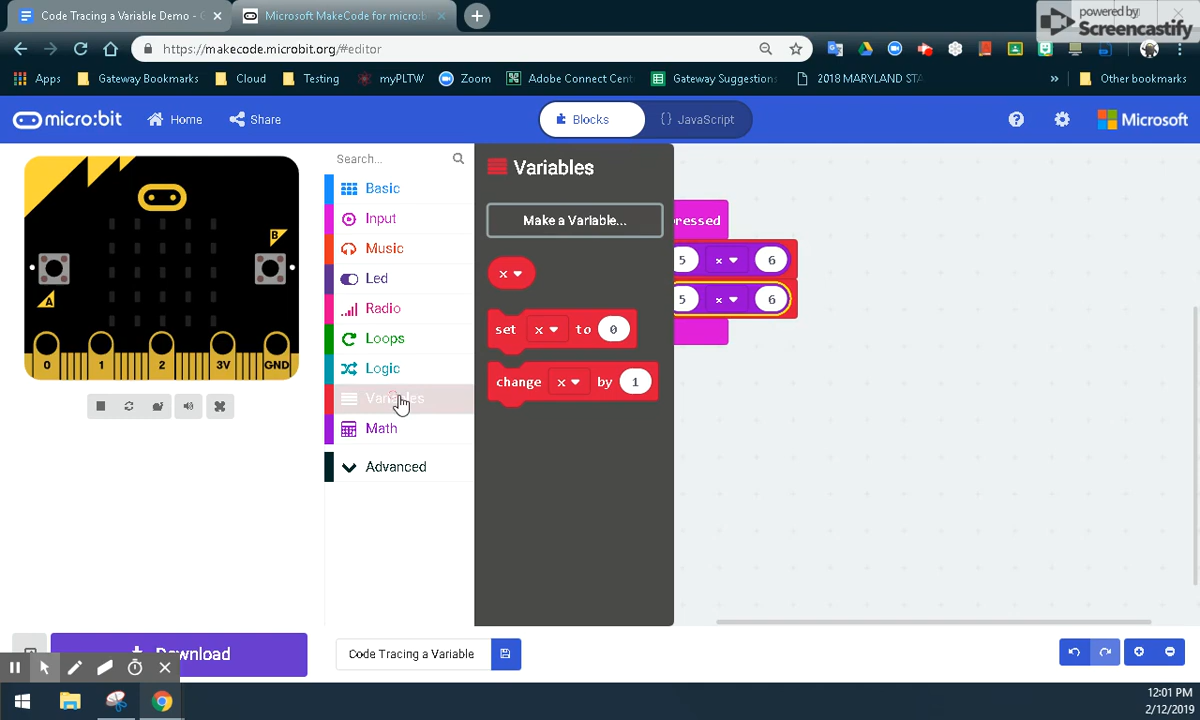 Code Tracing a Variable Demo - G
Microsoft MakeCode for micro:b
powered by
Screencastify
https://makecode.microbit.org/#editor
Apps Gateway Bookmarks Cloud Testing myPLTW Zoom Adobe Connect Cent Gateway Suggestions 2018 MARYLAND STA » Other bookmarks
micro:bit Home Share Blocks {} JavaScript ? Microsoft
Search...
Basic
Input
Music
Led
Radio
Loops
Logic
Variables
Math
Advanced
Variables
Make a Variable...
x
set x to 0
change x by 1
ressed
5 x 6
5 x 6
B
A
0 1 2 3V GND
Download
Code Tracing a Variable
12:01 PM
2/12/2019